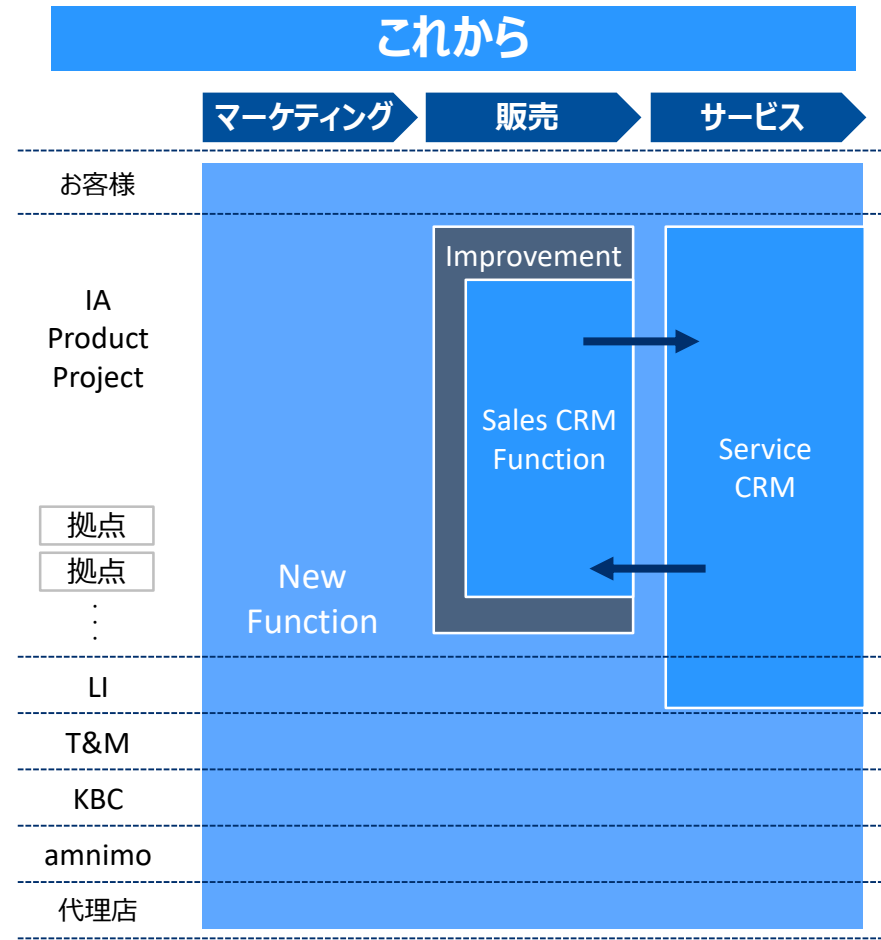 これから
マーケティング
販売
サービス
お客様
IA
Product
Project
拠点
拠点
.
.
.
Improvement
Sales CRM
Function
Service
CRM
New
Function
LI
T&M
KBC
amnimo
代理店